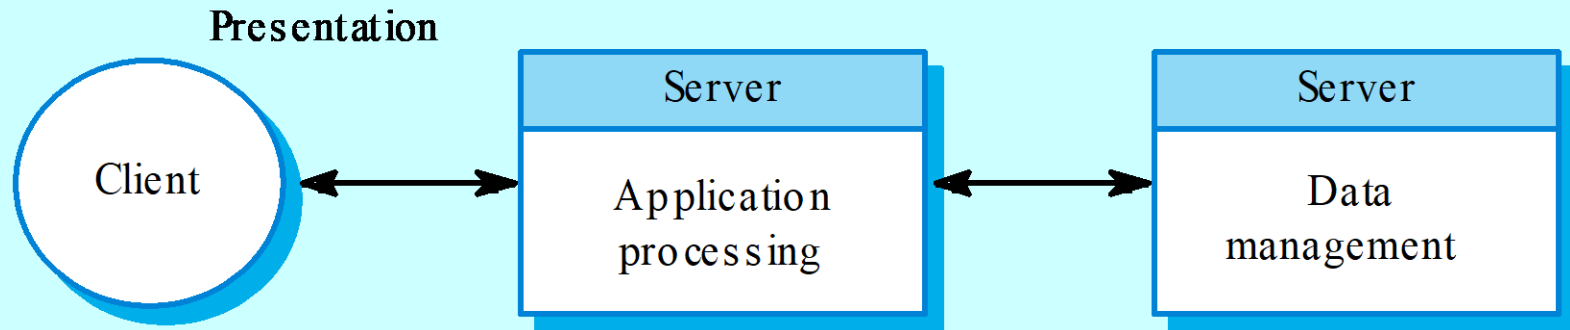 Presentation
Client
Server
Application
processing
Server
Data
management